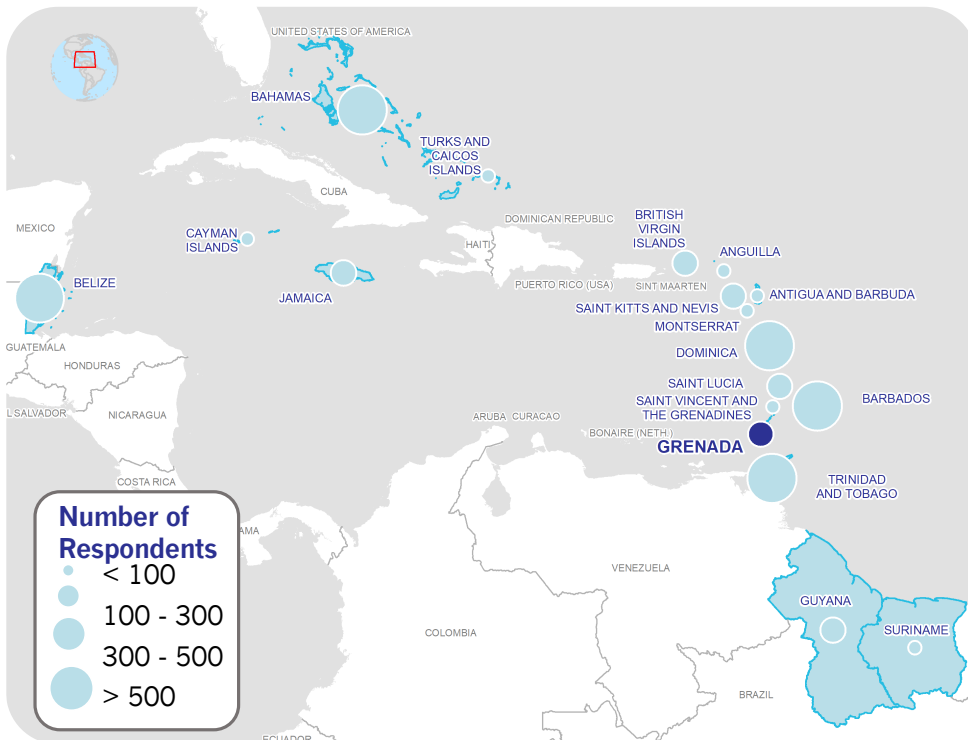 UNITED STATES OF AMERICA
BAHAMAS
TURKS AND
CAICOS
ISLANDS
CUBA
MEXICO
CAYMAN
ISLANDS
HAITI
DOMINICAN REPUBLIC
BRITISH
VIRGIN
ISLANDS
ANGUILLA
BELIZE
JAMAICA
PUERTO RICO (USA)
SINT MAARTEN
ANTIGUA AND BARBUDA
SAINT KITTS AND NEVIS
MONTSERRAT
GUATEMALA
DOMINICA
HONDURAS
SAINT LUCIA
BARBADOS
SAINT VINCENT AND
THE GRENADINES
L SALVADOR
NICARAGUA
ARUBA
CURACAO
BONAIRE (NETH.)
GRENADA
COSTA RICA
TRINIDAD
AND TOBAGO
AMA
VENEZUELA
GUYANA
SURINAME
COLOMBIA
BRAZIL
ECUADOR
Number of
Respondents
< 100
100 - 300
300 - 500
> 500